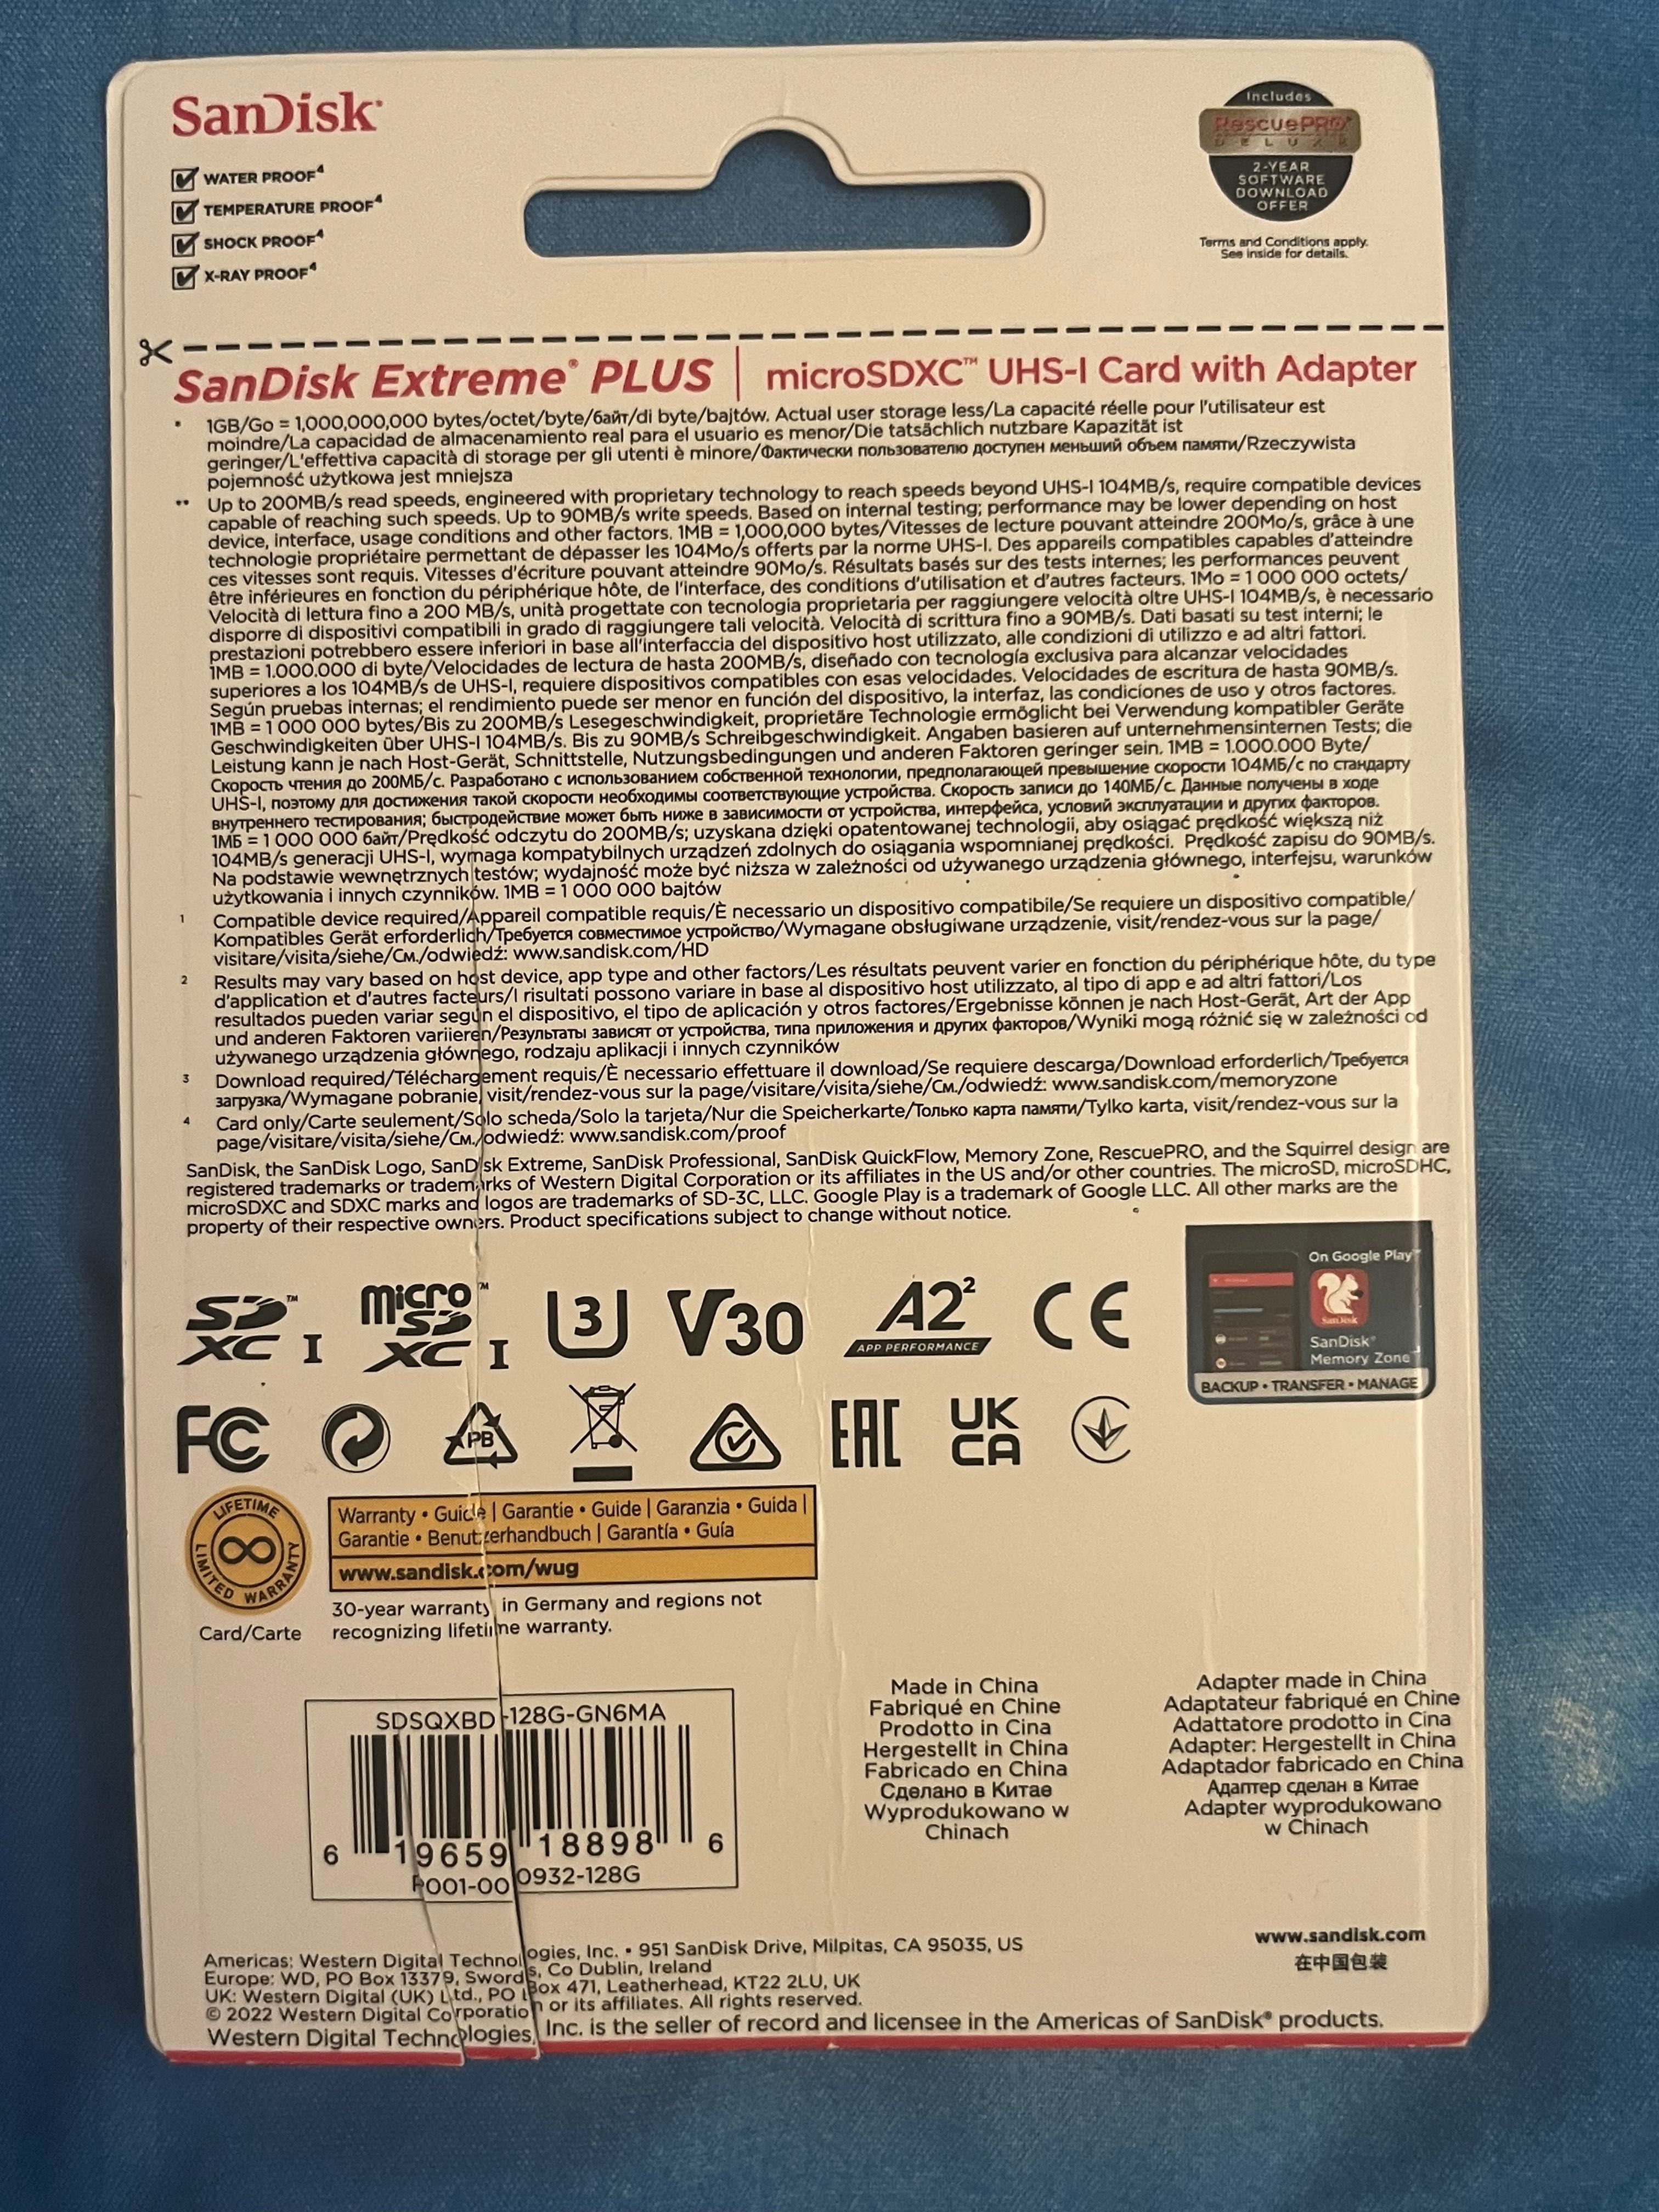 SanDisk®
WATER PROOF⁴
TEMPERATURE PROOF⁴
SHOCK PROOF⁴
X-RAY PROOF⁴
Includes
RescuePRO®
DELUXE
2-YEAR
SOFTWARE
DOWNLOAD
OFFER
Terms and Conditions apply.
See inside for details.
SanDisk Extreme® PLUS | microSDXC™ UHS-I Card with Adapter
* 1GB/Go = 1,000,000,000 bytes/octet/byte/байт/di byte/bajtów. Actual user storage less/La capacité réelle pour l'utilisateur est
moindre/La capacidad de almacenamiento real para el usuario es menor/Die tatsächlich nutzbare Kapazität ist
geringer/L'effettiva capacità di storage per gli utenti è minore/Фактически пользователю доступен меньший объем памяти/Rzeczywista
pojemność użytkowa jest mniejsza
** Up to 200MB/s read speeds, engineered with proprietary technology to reach speeds beyond UHS-I 104MB/s, require compatible devices
capable of reaching such speeds. Up to 90MB/s write speeds. Based on internal testing; performance may be lower depending on host
device, interface, usage conditions and other factors. 1MB = 1,000,000 bytes/Vitesses de lecture pouvant atteindre 200Mo/s, grâce à une
technologie propriétaire permettant de dépasser les 104Mo/s offerts par la norme UHS-I. Des appareils compatibles capables d'atteindre
ces vitesses sont requis. Vitesses d'écriture pouvant atteindre 90Mo/s. Résultats basés sur des tests internes; les performances peuvent
être inférieures en fonction du périphérique hôte, de l'interface, des conditions d'utilisation et d'autres facteurs. 1Mo = 1 000 000 octets/
Velocità di lettura fino a 200 MB/s, unità progettate con tecnologia proprietaria per raggiungere velocità oltre UHS-I 104MB/s, è necessario
disporre di dispositivi compatibili in grado di raggiungere tali velocità. Velocità di scrittura fino a 90MB/s. Dati basati su test interni; le
prestazioni potrebbero essere inferiori in base all'interfaccia del dispositivo host utilizzato, alle condizioni di utilizzo e ad altri fattori.
1MB = 1.000.000 di byte/Velocidades de lectura de hasta 200MB/s, diseñado con tecnología exclusiva para alcanzar velocidades
superiores a los 104MB/s de UHS-I, requiere dispositivos compatibles con esas velocidades. Velocidades de escritura de hasta 90MB/s.
Según pruebas internas; el rendimiento puede ser menor en función del dispositivo, la interfaz, las condiciones de uso y otros factores.
1MB = 1 000 000 bytes/Bis zu 200MB/s Lesegeschwindigkeit, proprietäre Technologie ermöglicht bei Verwendung kompatibler Geräte
Geschwindigkeiten über UHS-I 104MB/s. Bis zu 90MB/s Schreibgeschwindigkeit. Angaben basieren auf unternehmensinternen Tests; die
Leistung kann je nach Host-Gerät, Schnittstelle, Nutzungsbedingungen und anderen Faktoren geringer sein. 1MB = 1.000.000 Byte/
Скорость чтения до 200МБ/с. Разработано с использованием собственной технологии, предполагающей превышение скорости 104МБ/с по стандарту
UHS-I, поэтому для достижения такой скорости необходимы соответствующие устройства. Скорость записи до 140МБ/с. Данные получены в ходе
внутреннего тестирования; быстродействие может быть ниже в зависимости от устройства, интерфейса, условий эксплуатации и других факторов.
1МБ = 1 000 000 байт/Prędkość odczytu do 200MB/s; uzyskana dzięki opatentowanej technologii, aby osiągać prędkość większą niż
104MB/s generacji UHS-I, wymaga kompatybilnych urządzeń zdolnych do osiągania wspomnianej prędkości. Prędkość zapisu do 90MB/s.
Na podstawie wewnętrznych testów; wydajność może być niższa w zależności od używanego urządzenia głównego, interfejsu, warunków
użytkowania i innych czynników. 1MB = 1 000 000 bajtów
1 Compatible device required/Appareil compatible requis/È necessario un dispositivo compatibile/Se requiere un dispositivo compatible/
Kompatibles Gerät erforderlich/Требуется совместимое устройство/Wymagane obsługiwane urządzenie, visit/rendez-vous sur la page/
visitare/visita/siehe/См./odwiedź: www.sandisk.com/HD
2 Results may vary based on host device, app type and other factors/Les résultats peuvent varier en fonction du périphérique hôte, du type
d'application et d'autres facteurs/I risultati possono variare in base al dispositivo host utilizzato, al tipo di app e ad altri fattori/Los
resultados pueden variar según el dispositivo, el tipo de aplicación y otros factores/Ergebnisse können je nach Host-Gerät, Art der App
und anderen Faktoren variieren/Результаты зависят от устройства, типа приложения и других факторов/Wyniki mogą różnić się w zależności od
używanego urządzenia głównego, rodzaju aplikacji i innych czynników
3 Download required/Téléchargement requis/È necessario effettuare il download/Se requiere descarga/Download erforderlich/Требуется
загрузка/Wymagane pobranie, visit/rendez-vous sur la page/visitare/visita/siehe/См./odwiedź: www.sandisk.com/memoryzone
4 Card only/Carte seulement/Solo scheda/Solo la tarjeta/Nur die Speicherkarte/Только карта памяти/Tylko karta, visit/rendez-vous sur la
page/visitare/visita/siehe/См./odwiedź: www.sandisk.com/proof
SanDisk, the SanDisk Logo, SanDisk Extreme, SanDisk Professional, SanDisk QuickFlow, Memory Zone, RescuePRO, and the Squirrel design are
registered trademarks or trademarks of Western Digital Corporation or its affiliates in the US and/or other countries. The microSD, microSDHC,
microSDXC and SDXC marks and logos are trademarks of SD-3C, LLC. Google Play is a trademark of Google LLC. All other marks are the
property of their respective owners. Product specifications subject to change without notice.
SD XC I™ micro SD XC I™ U3 V30 A2² APP PERFORMANCE CE
On Google Play™
SanDisk
SanDisk®
Memory Zone™
BACKUP • TRANSFER • MANAGE
FC PB EAC UK CA
LIFETIME LIMITED WARRANTY
Card/Carte
Warranty • Guide | Garantie • Guide | Garanzia • Guida |
Garantie • Benutzerhandbuch | Garantía • Guía
www.sandisk.com/wug
30-year warranty in Germany and regions not
recognizing lifetime warranty.
SDSQXBD-128G-GN6MA
6 19659 18898 6
P001-000932-128G
Made in China
Fabriqué en Chine
Prodotto in Cina
Hergestellt in China
Fabricado en China
Сделано в Китае
Wyprodukowano w
Chinach
Adapter made in China
Adaptateur fabriqué en Chine
Adattatore prodotto in Cina
Adapter: Hergestellt in China
Adaptador fabricado en China
Адаптер сделан в Китае
Adapter wyprodukowano
w Chinach
www.sandisk.com
在中国包装
Americas: Western Digital Technologies, Inc. • 951 SanDisk Drive, Milpitas, CA 95035, US
Europe: WD, PO Box 13379, Swords, Co Dublin, Ireland
UK: Western Digital (UK) Ltd., PO Box 471, Leatherhead, KT22 2LU, UK
© 2022 Western Digital Corporation or its affiliates. All rights reserved.
Western Digital Technologies, Inc. is the seller of record and licensee in the Americas of SanDisk® products.